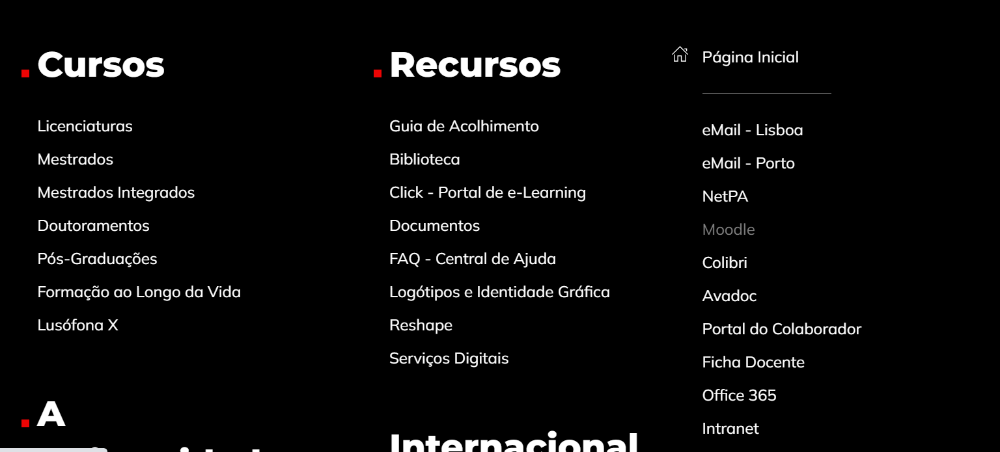 Cursos
Licenciaturas
Mestrados
Mestrados Integrados
Doutoramentos
Pós-Graduações
Formação ao Longo da Vida
Lusófona X
A
Recursos
Guia de Acolhimento
Biblioteca
Click - Portal de e-Learning
Documentos
FAQ - Central de Ajuda
Logótipos e Identidade Gráfica
Reshape
Serviços Digitais
Internacional
Página Inicial
eMail - Lisboa
eMail - Porto
NetPA
Moodle
Colibri
Avadoc
Portal do Colaborador
Ficha Docente
Office 365
Intranet